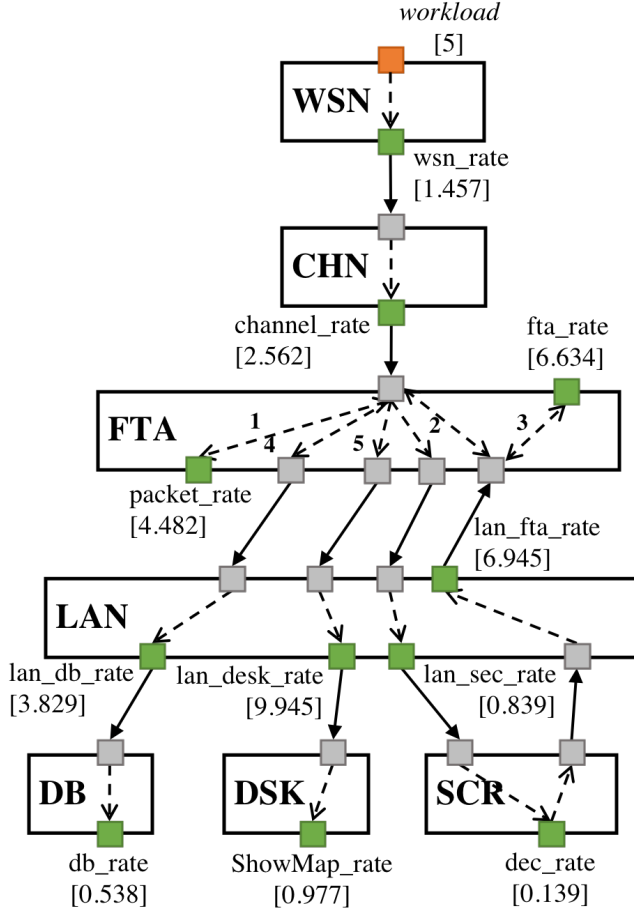 workload
[5]
WSN
wsn_rate
[1.457]
CHN
channel_rate
[2.562]
fta_rate
[6.634]
FTA
1
4
5
2
3
packet_rate
[4.482]
lan_fta_rate
[6.945]
LAN
lan_db_rate
[3.829]
lan_desk_rate
[9.945]
lan_sec_rate
[0.839]
DB
DSK
SCR
db_rate
[0.538]
ShowMap_rate
[0.977]
dec_rate
[0.139]